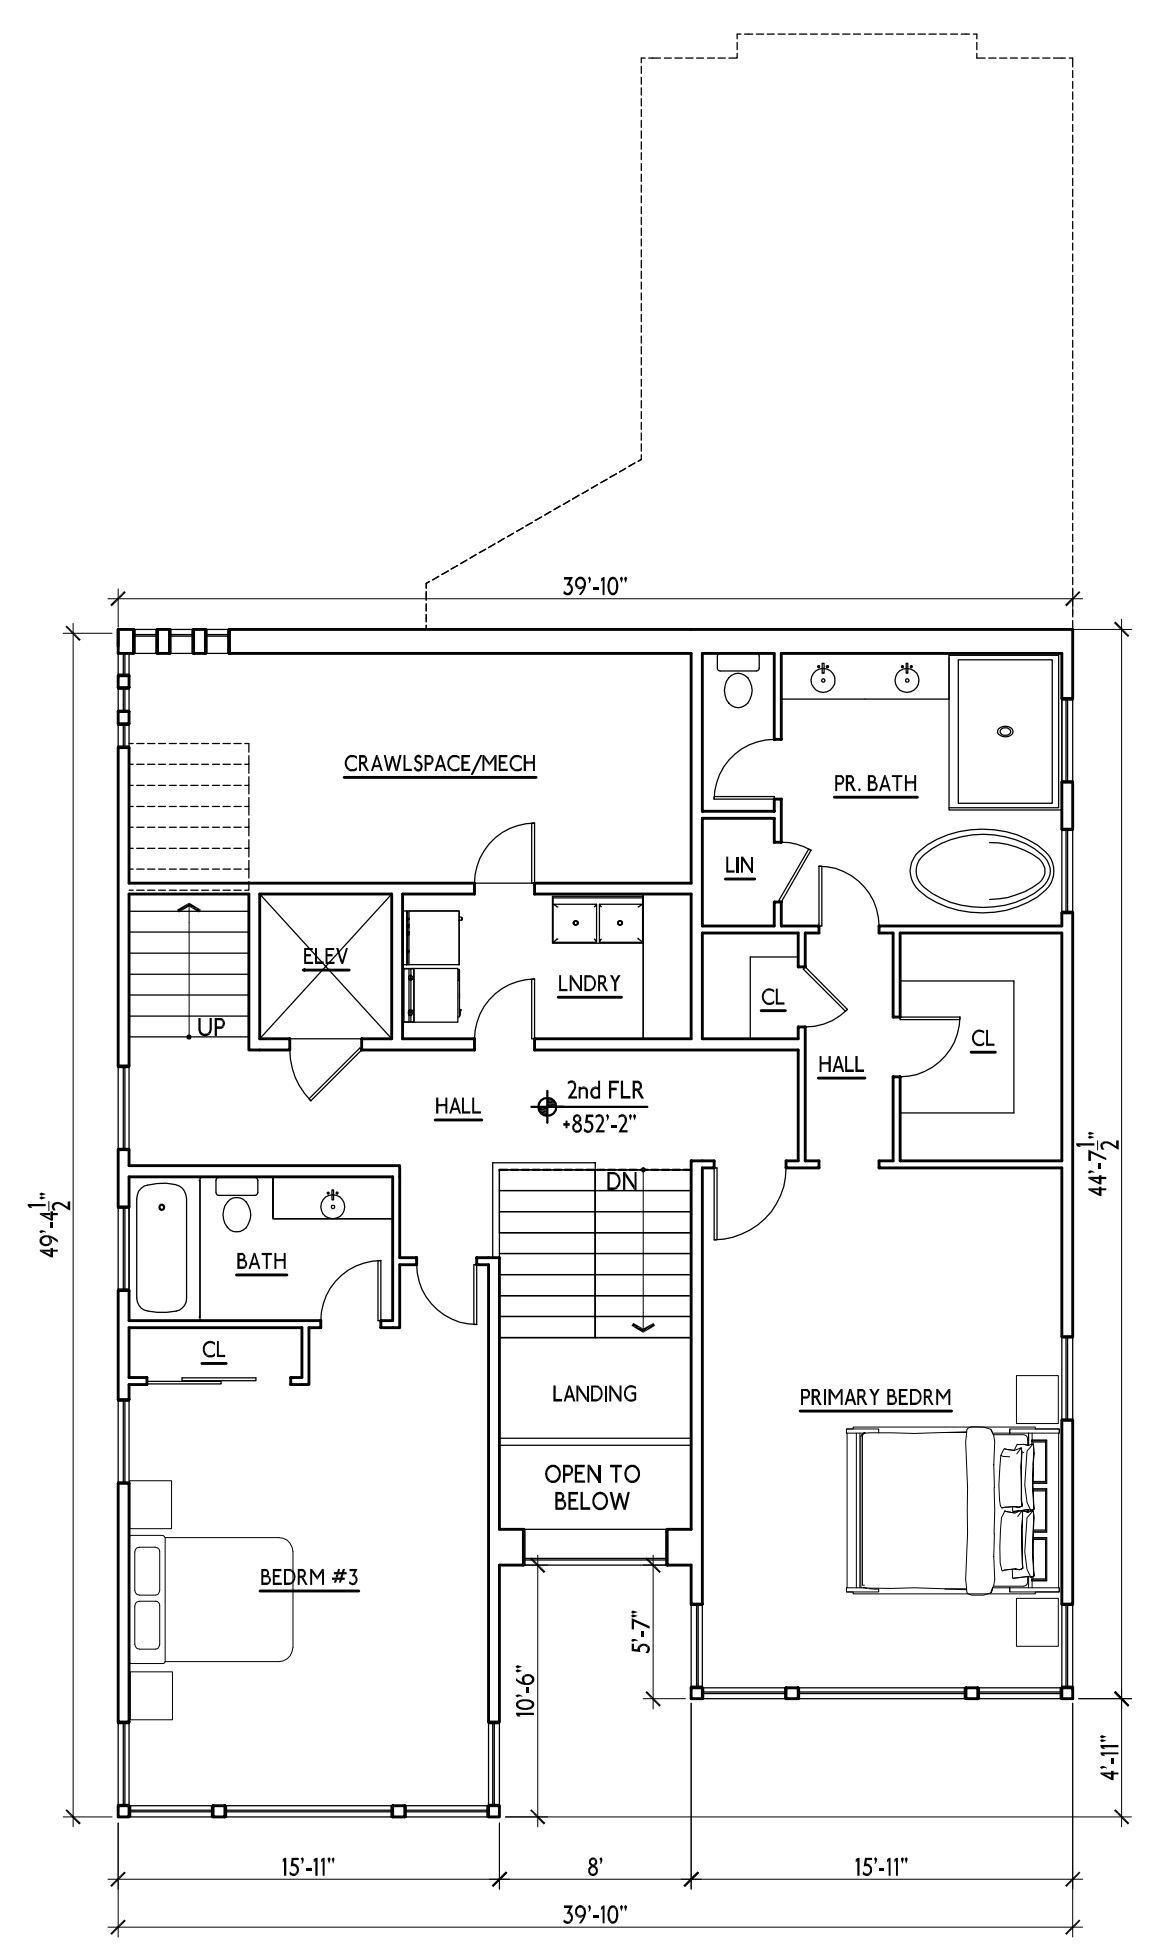 39'-10"
CRAWLSPACE/MECH
PR. BATH
LIN
ELEV
LNDRY
CL
CL
UP
HALL
2nd FLR
+852'-2"
HALL
49'-4 1/2"
44'-7 1/2"
DN
BATH
CL
LANDING
PRIMARY BEDRM
OPEN TO
BELOW
BEDRM #3
5'-7"
10'-6"
4'-11"
15'-11"
8'
15'-11"
39'-10"